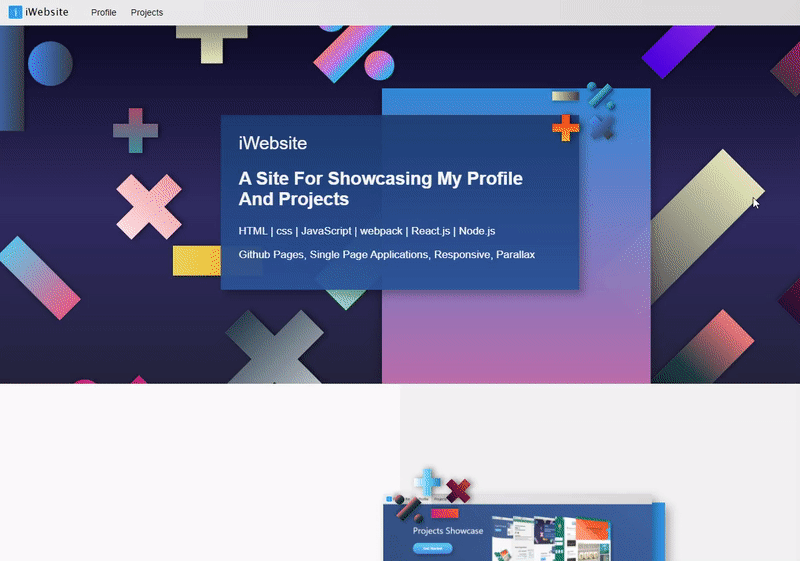 iWebsite Profile Projects
iWebsite
A Site For Showcasing My Profile
And Projects
HTML | css | JavaScript | webpack | React.js | Node.js
Github Pages, Single Page Applications, Responsive, Parallax
Projects Showcase